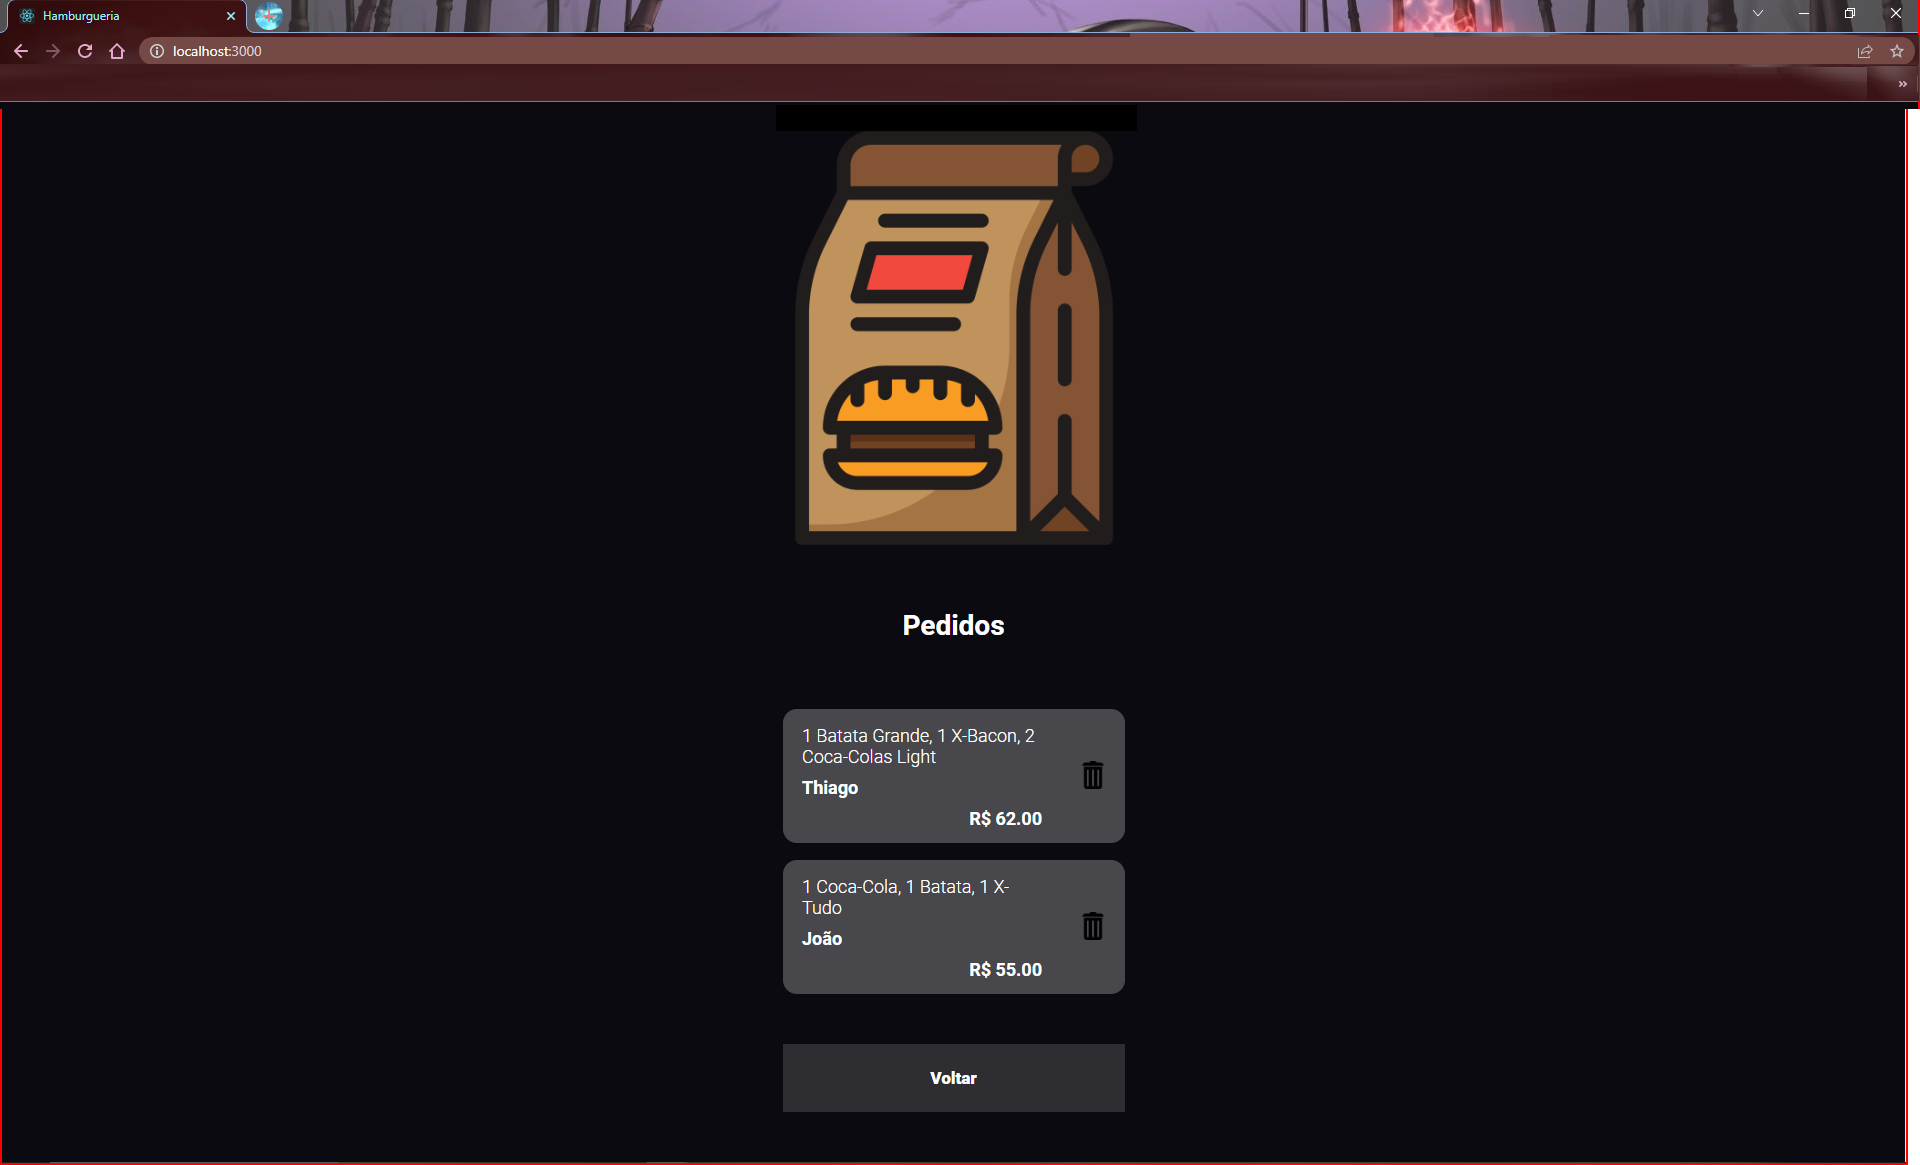 Hamburgueria
localhost:3000
Pedidos
1 Batata Grande, 1 X-Bacon, 2
Coca-Colas Light
Thiago
R$ 62.00
1 Coca-Cola, 1 Batata, 1 X-
Tudo
João
R$ 55.00
Voltar